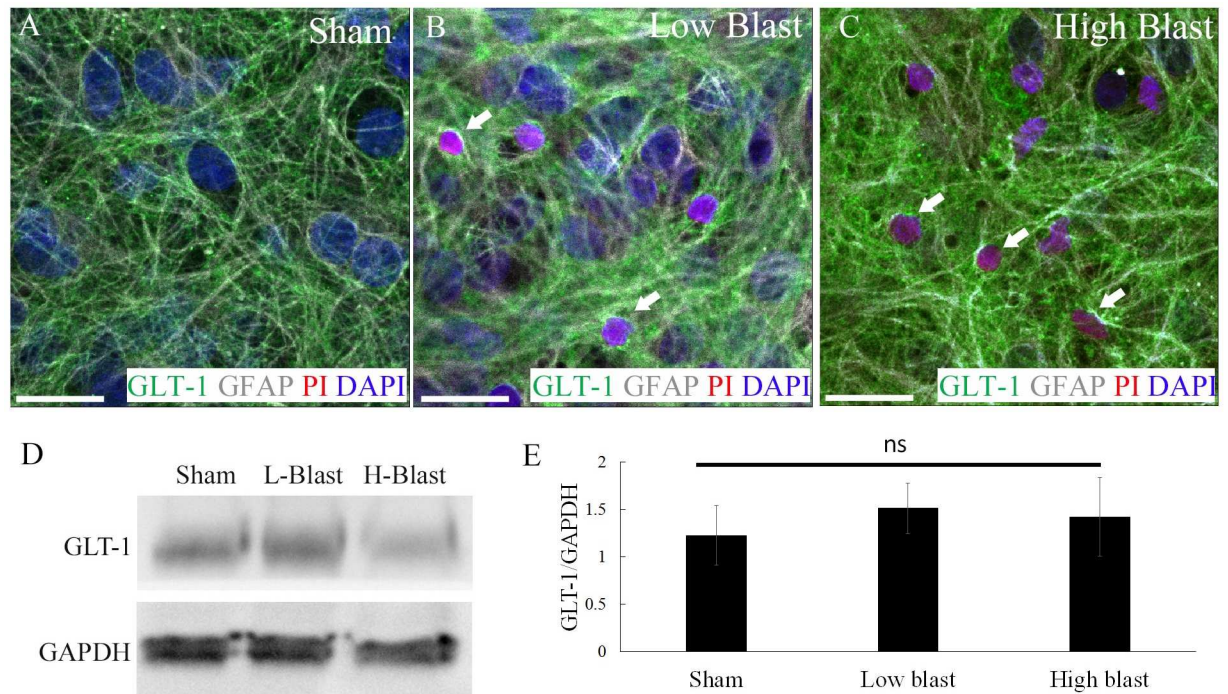 A
Sham
GLT-1 GFAP PI DAPI
B
Low Blast
GLT-1 GFAP PI DAPI
C
High Blast
GLT-1 GFAP PI DAPI
D
Sham L-Blast H-Blast
GLT-1
GAPDH
E
ns
GLT-1/GAPDH
2
1.5
1
0.5
0
Sham Low blast High blast